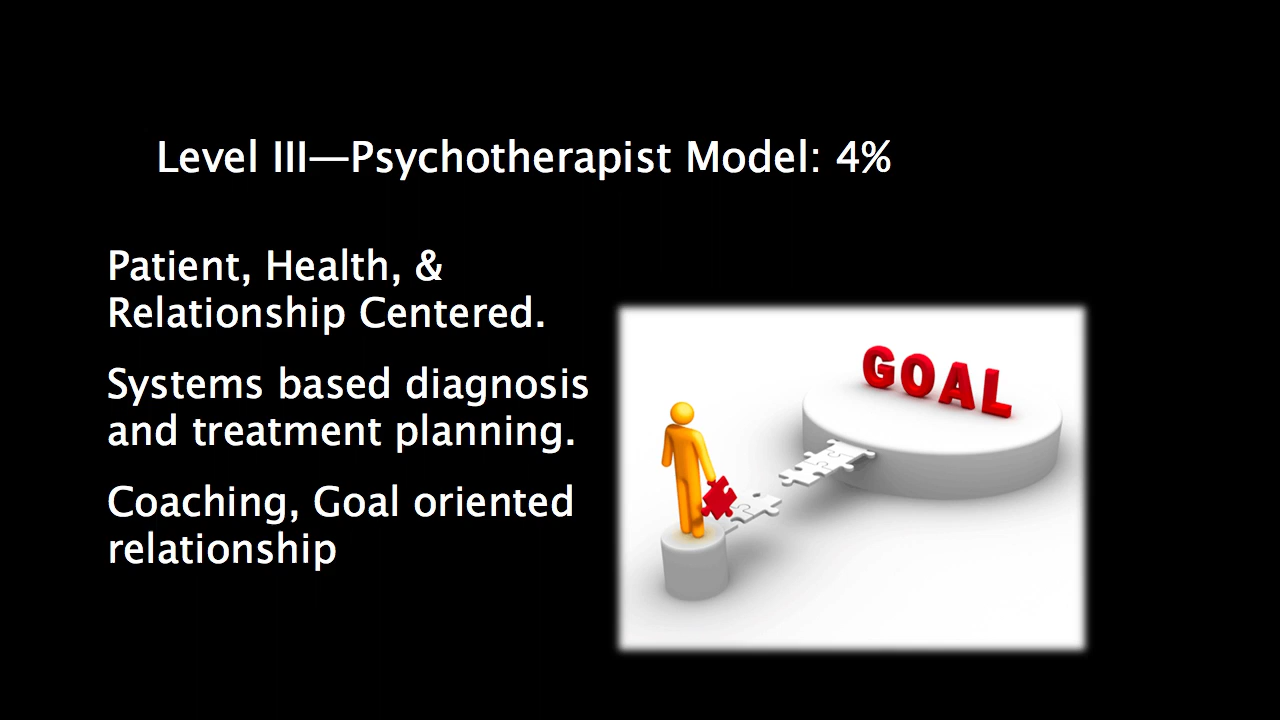 Level III—Psychotherapist Model: 4%
Patient, Health, &
Relationship Centered.
Systems based diagnosis
and treatment planning.
Coaching, Goal oriented
relationship
GOAL